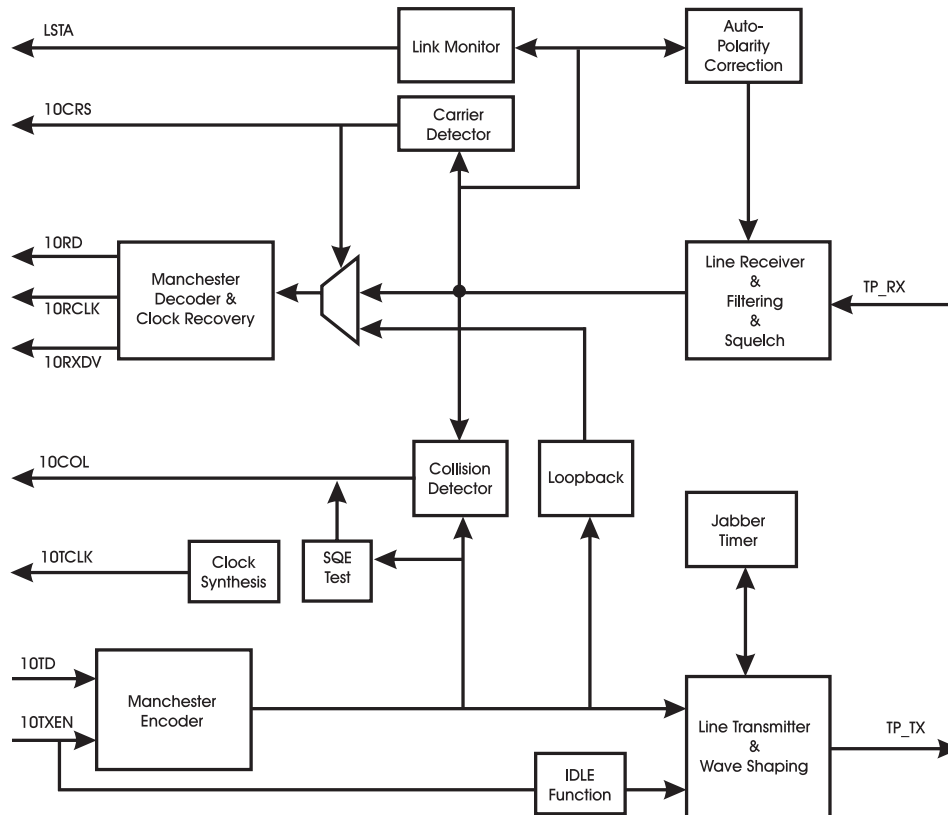 LSTA
Link Monitor
Auto-
Polarity
Correction
10CRS
Carrier
Detector
10RD
10RCLK
10RXDV
Manchester
Decoder &
Clock Recovery
Line Receiver
&
Filtering
&
Squelch
TP_RX
10COL
Collision
Detector
Loopback
Jabber
Timer
10TCLK
Clock
Synthesis
SQE
Test
10TD
10TXEN
Manchester
Encoder
Line Transmitter
&
Wave Shaping
TP_TX
IDLE
Function